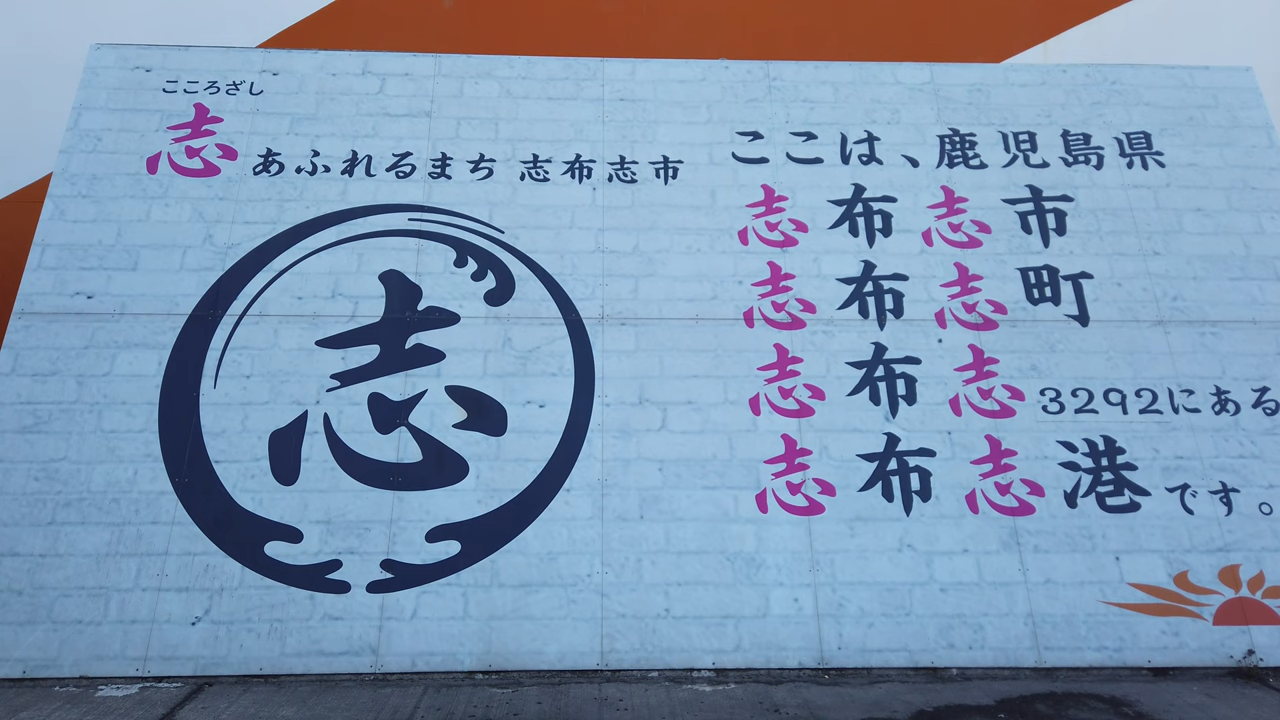 こころざし
志あふれるまち 志布志市
志
ここは、鹿児島県
志布志市
志布志町
志布志3292にある
志布志港です。